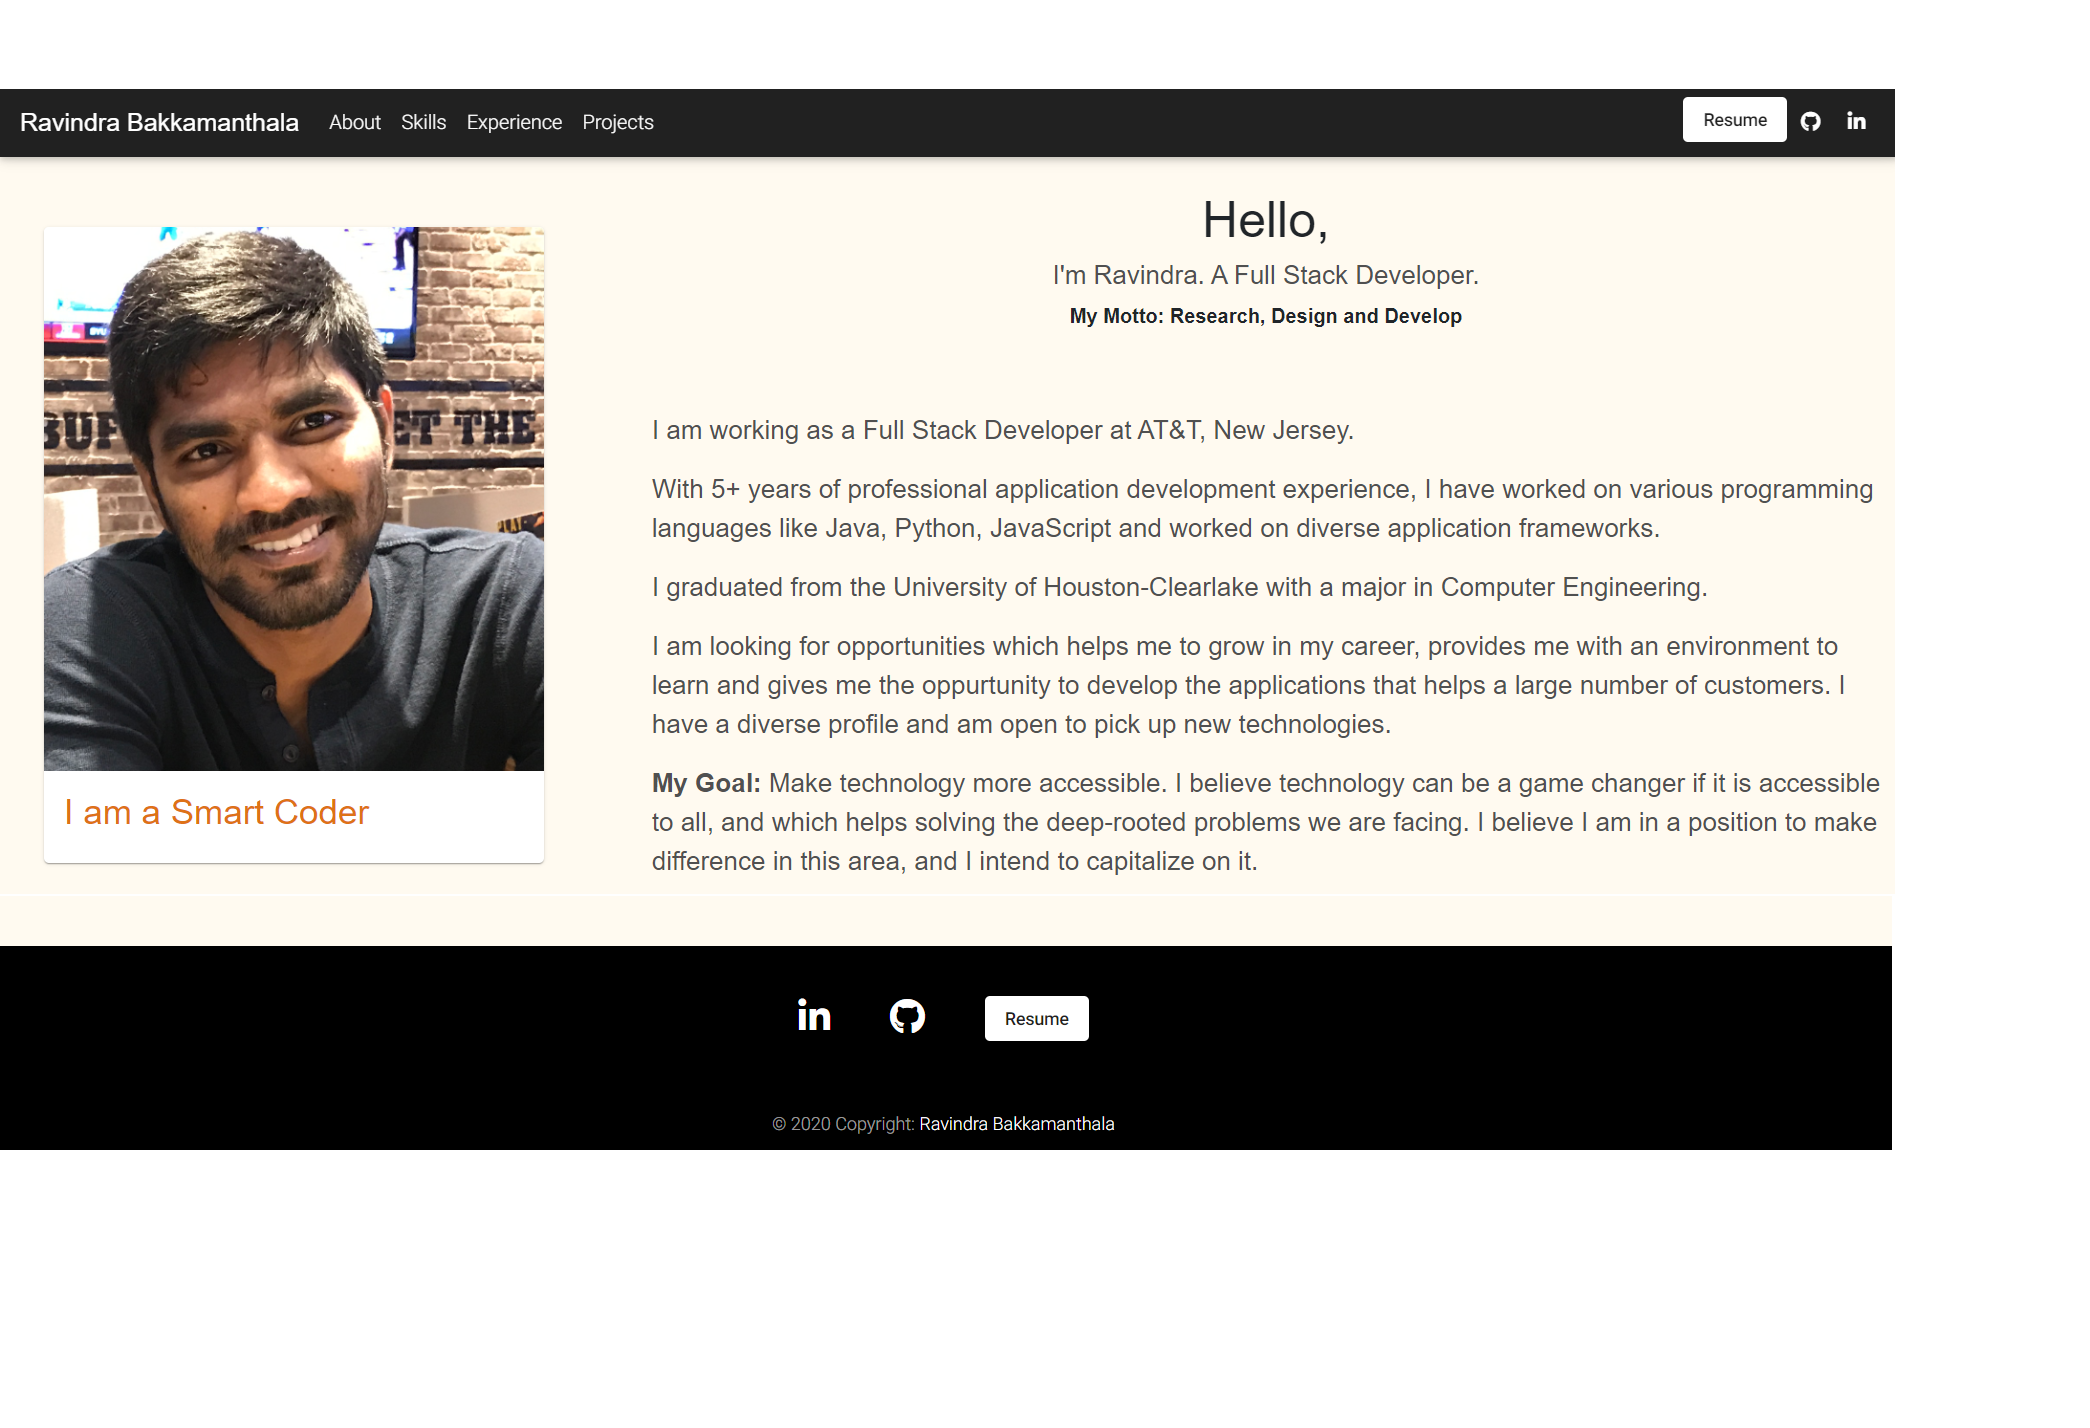 Ravindra Bakkamanthala About Skills Experience Projects Resume in
Hello,
I'm Ravindra. A Full Stack Developer.
My Motto: Research, Design and Develop
BUF ET THE
I am a Smart Coder
I am working as a Full Stack Developer at AT&T, New Jersey.
With 5+ years of professional application development experience, I have worked on various programming
languages like Java, Python, JavaScript and worked on diverse application frameworks.
I graduated from the University of Houston-Clearlake with a major in Computer Engineering.
I am looking for opportunities which helps me to grow in my career, provides me with an environment to
learn and gives me the oppurtunity to develop the applications that helps a large number of customers. I
have a diverse profile and am open to pick up new technologies.
My Goal: Make technology more accessible. I believe technology can be a game changer if it is accessible
to all, and which helps solving the deep-rooted problems we are facing. I believe I am in a position to make
difference in this area, and I intend to capitalize on it.
in Resume
© 2020 Copyright: Ravindra Bakkamanthala